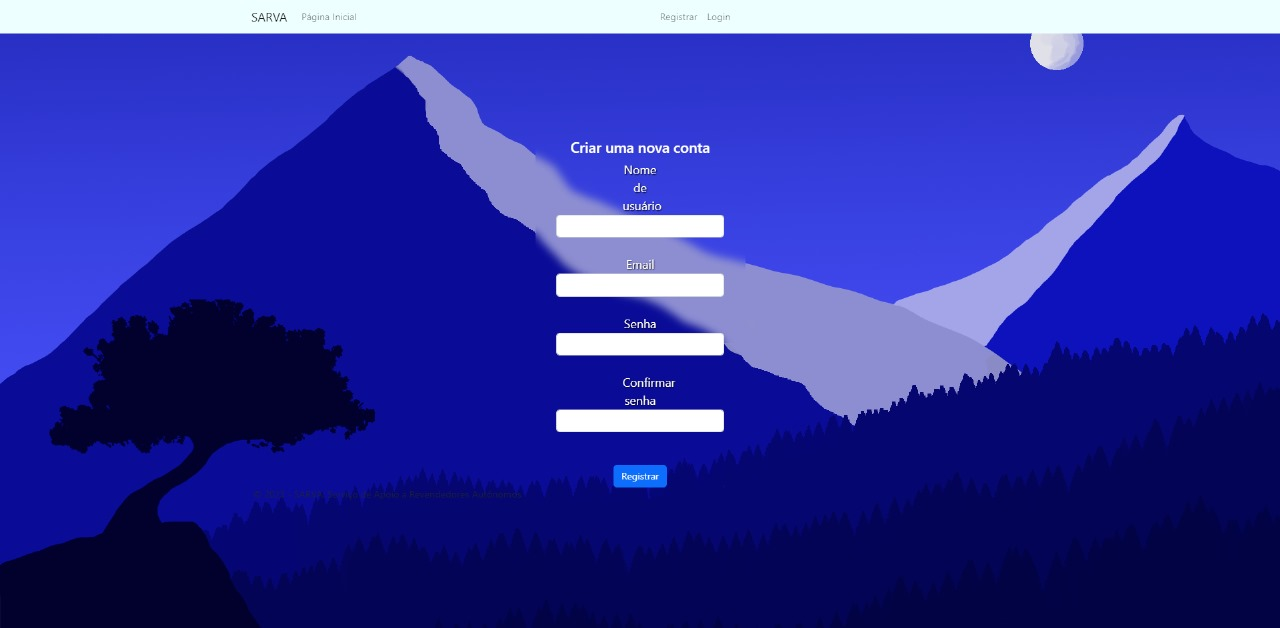 SARVA Página Inicial Registrar Login
Criar uma nova conta
Nome
de
usuário
Email
Senha
Confirmar
senha
Registrar